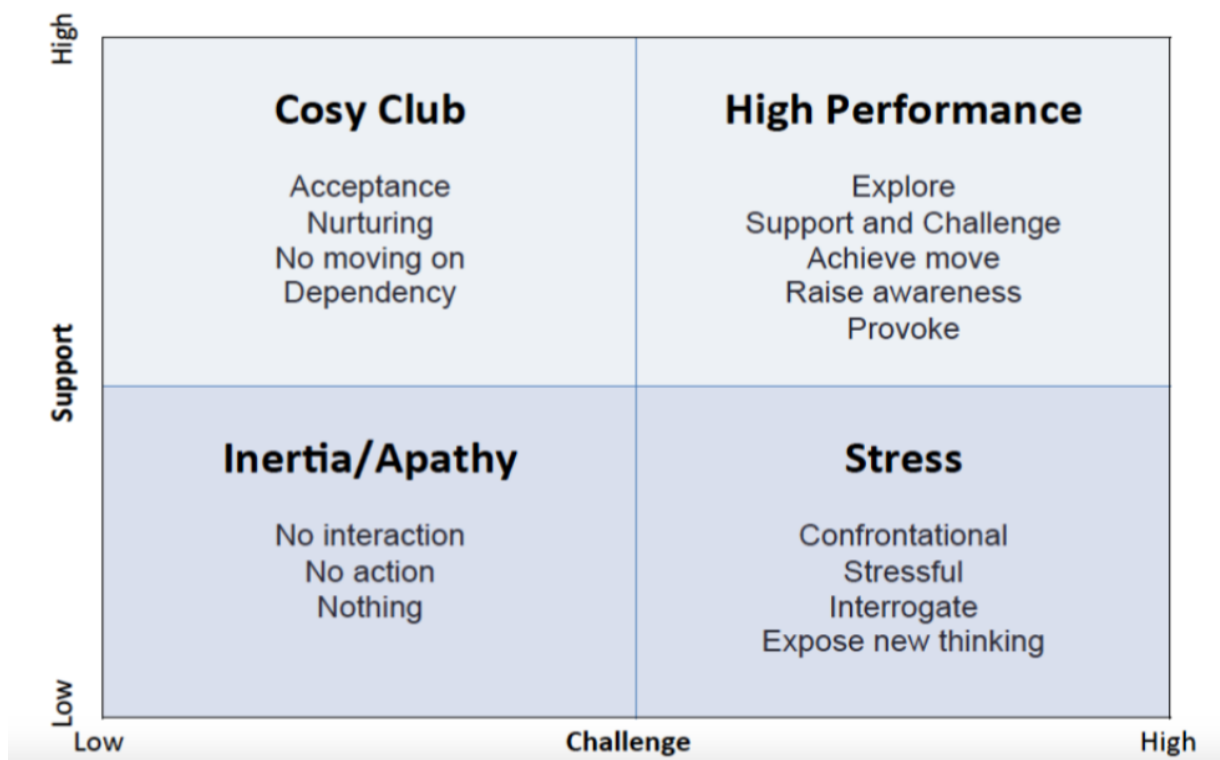 High
Cosy Club
Acceptance
Nurturing
No moving on
Dependency
High Performance
Explore
Support and Challenge
Achieve move
Raise awareness
Provoke
Support
Inertia/Apathy
No interaction
No action
Nothing
Stress
Confrontational
Stressful
Interrogate
Expose new thinking
Low
Low
Challenge
High